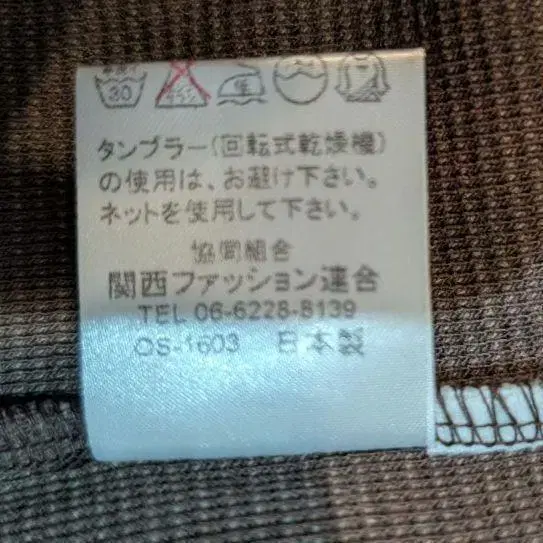 30
タンブラー(回転式乾燥機)
の使用は、お避け下さい。
ネットを使用して下さい。
協同組合
関西ファッション連合
TEL 06-6228-8139
OS-1603 日本製